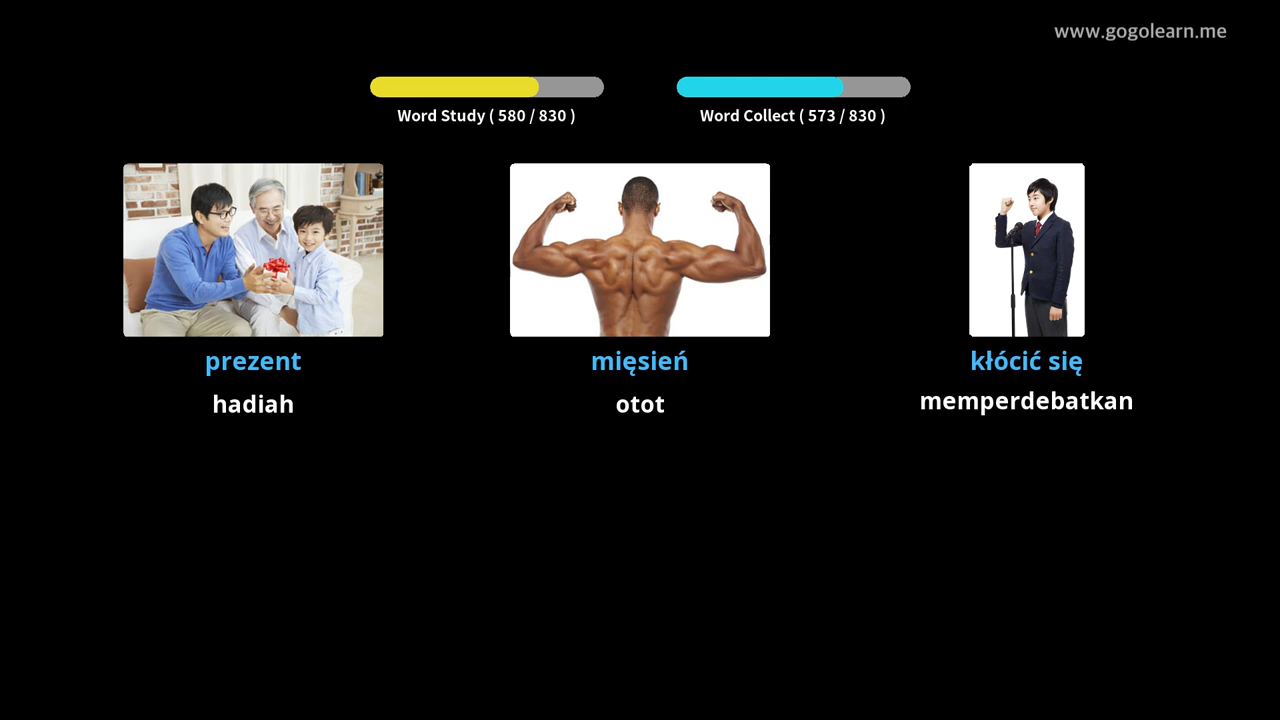 www.gogolearn.me
Word Study ( 580 / 830 )
Word Collect ( 573 / 830 )
prezent
mięsień
kłócić się
hadiah
otot
memperdebatkan